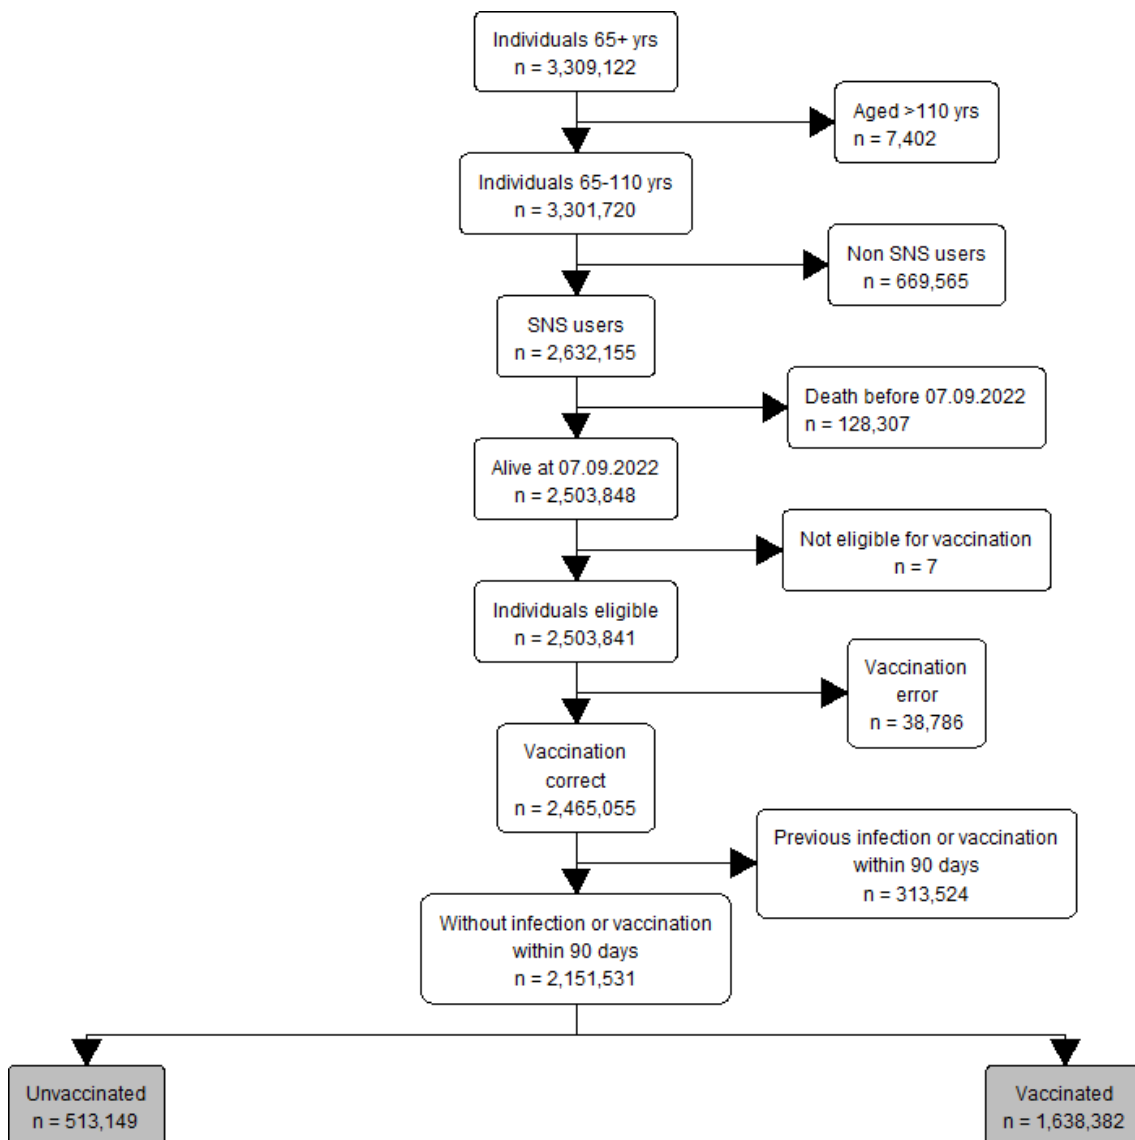 Individuals 65+ yrs
n = 3,309,122
Aged >110 yrs
n = 7,402
Individuals 65-110 yrs
n = 3,301,720
Non SNS users
n = 669,565
SNS users
n = 2,632,155
Death before 07.09.2022
n = 128,307
Alive at 07.09.2022
n = 2,503,848
Not eligible for vaccination
n = 7
Individuals eligible
n = 2,503,841
Vaccination
error
n = 38,786
Vaccination
correct
n = 2,465,055
Previous infection or vaccination
within 90 days
n = 313,524
Without infection or vaccination
within 90 days
n = 2,151,531
Unvaccinated
n = 513,149
Vaccinated
n = 1,638,382